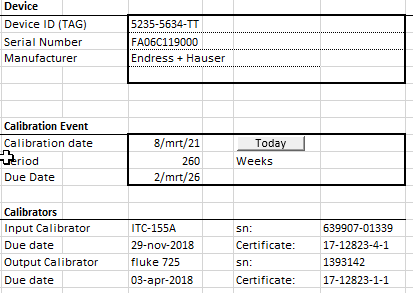 Device
Device ID (TAG) 5235-5634-TT
Serial Number FA06C119000
Manufacturer Endress + Hauser
Calibration Event
Calibration date 8/mrt/21 Today
260 Weeks
Due Date 2/mrt/26
Calibrators
Input Calibrator ITC-155A sn: 639907-01339
Due date 29-nov-2018 Certificate: 17-12823-4-1
Output Calibrator fluke 725 sn: 1393142
Due date 03-apr-2018 Certificate: 17-12823-1-1